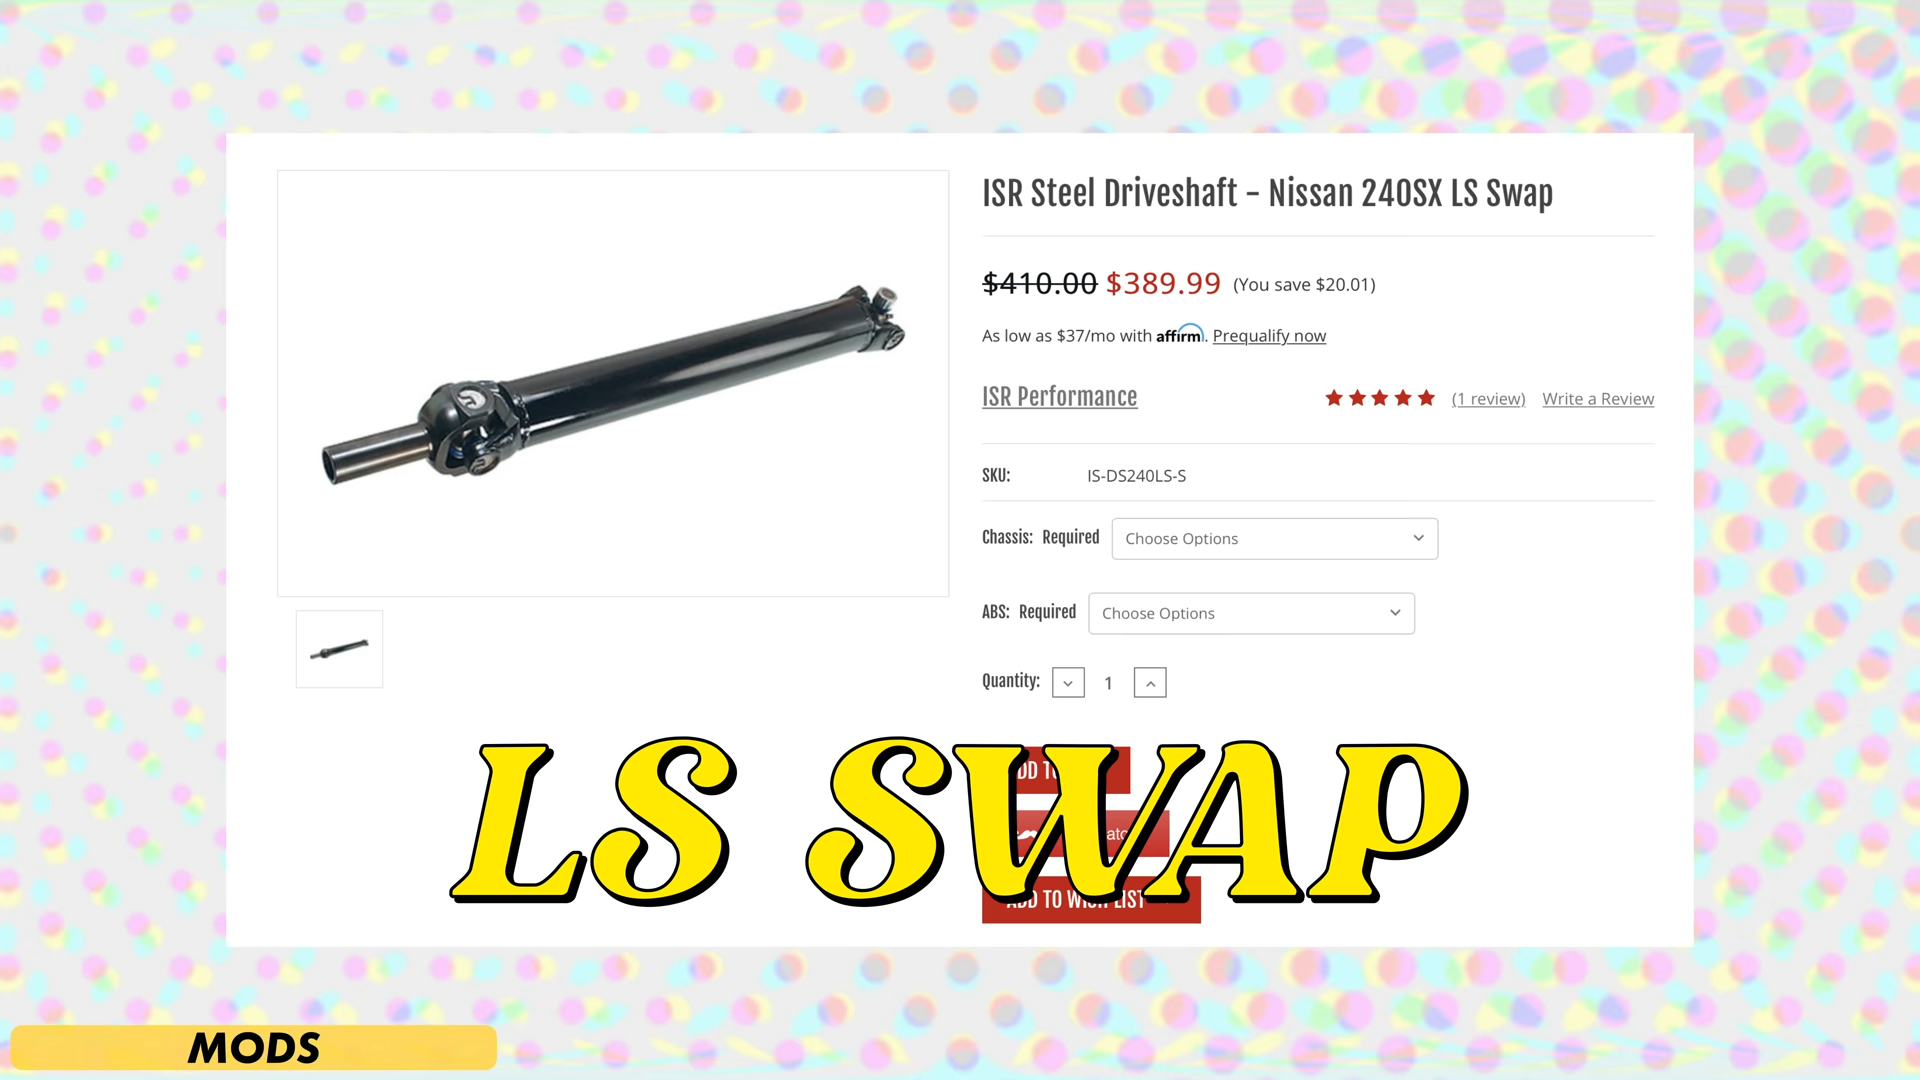 ISR Steel Driveshaft - Nissan 240SX LS Swap
$410.00 $389.99 (You save $20.01)
As low as $37/mo with affirm. Prequalify now
ISR Performance
(1 review) Write a Review
SKU: IS-DS240LS-S
Chassis: Required Choose Options
ABS: Required Choose Options
Quantity: 1
LS SWAP
MODS